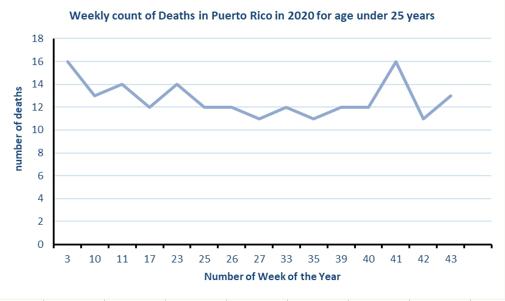 Weekly count of Deaths in Puerto Rico in 2020 for age under 25 years
number of deaths
18
16
14
12
10
8
6
4
2
0
3 10 11 17 23 25 26 27 33 35 39 40 41 42 43
Number of Week of the Year